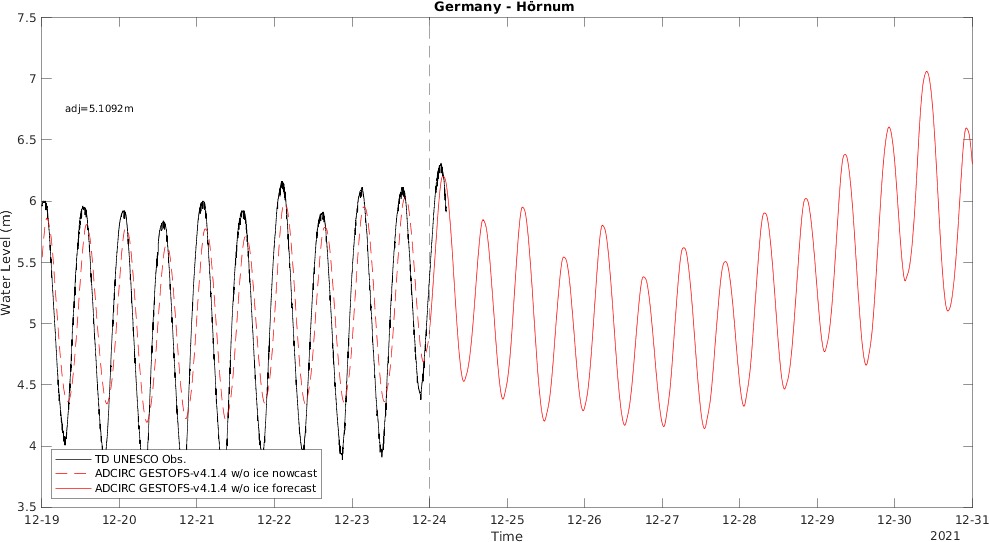 Germany - Hörnum
7.5
7
6.5
6
5.5
5
4.5
4
3.5
Water Level (m)
adj=5.1092m
TD UNESCO Obs.
ADCIRC GESTOFS-v4.1.4 w/o ice nowcast
ADCIRC GESTOFS-v4.1.4 w/o ice forecast
12-19 12-20 12-21 12-22 12-23 12-24 12-25 12-26 12-27 12-28 12-29 12-30 12-31
Time
2021